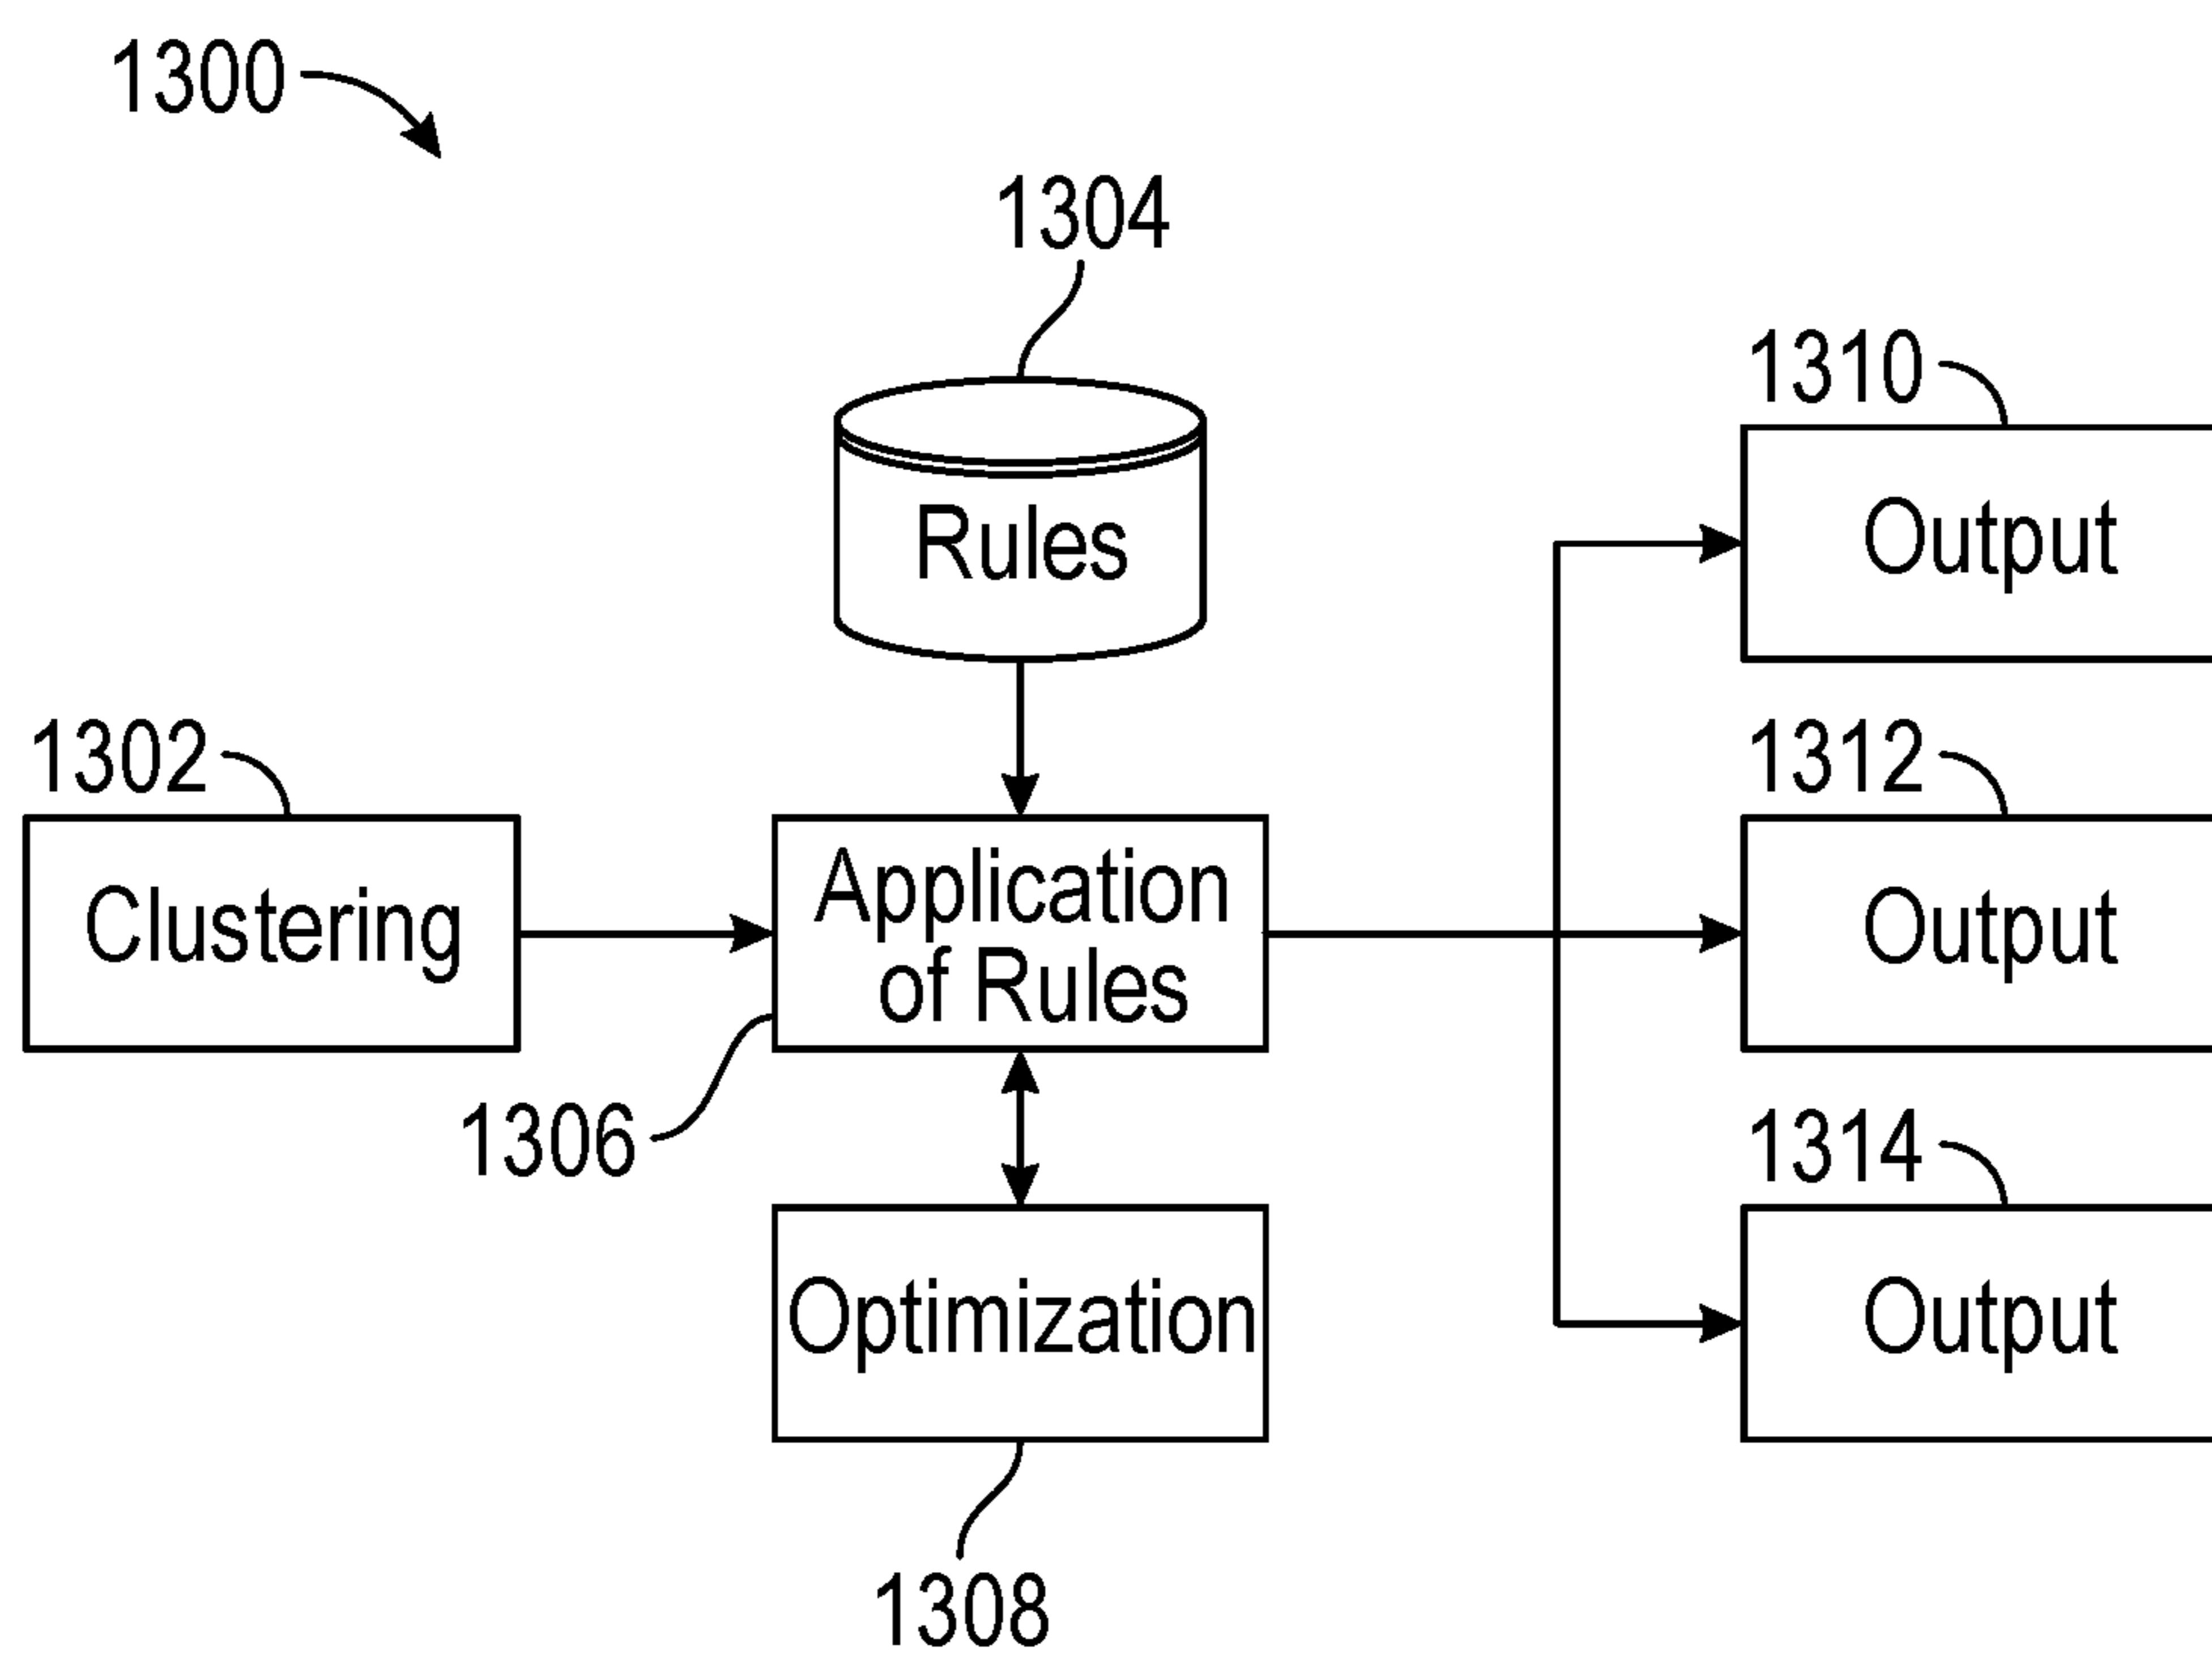 1300
1304
Rules
1310
Output
1302
Clustering
Application
of Rules
1312
Output
1306
Optimization
1314
Output
1308